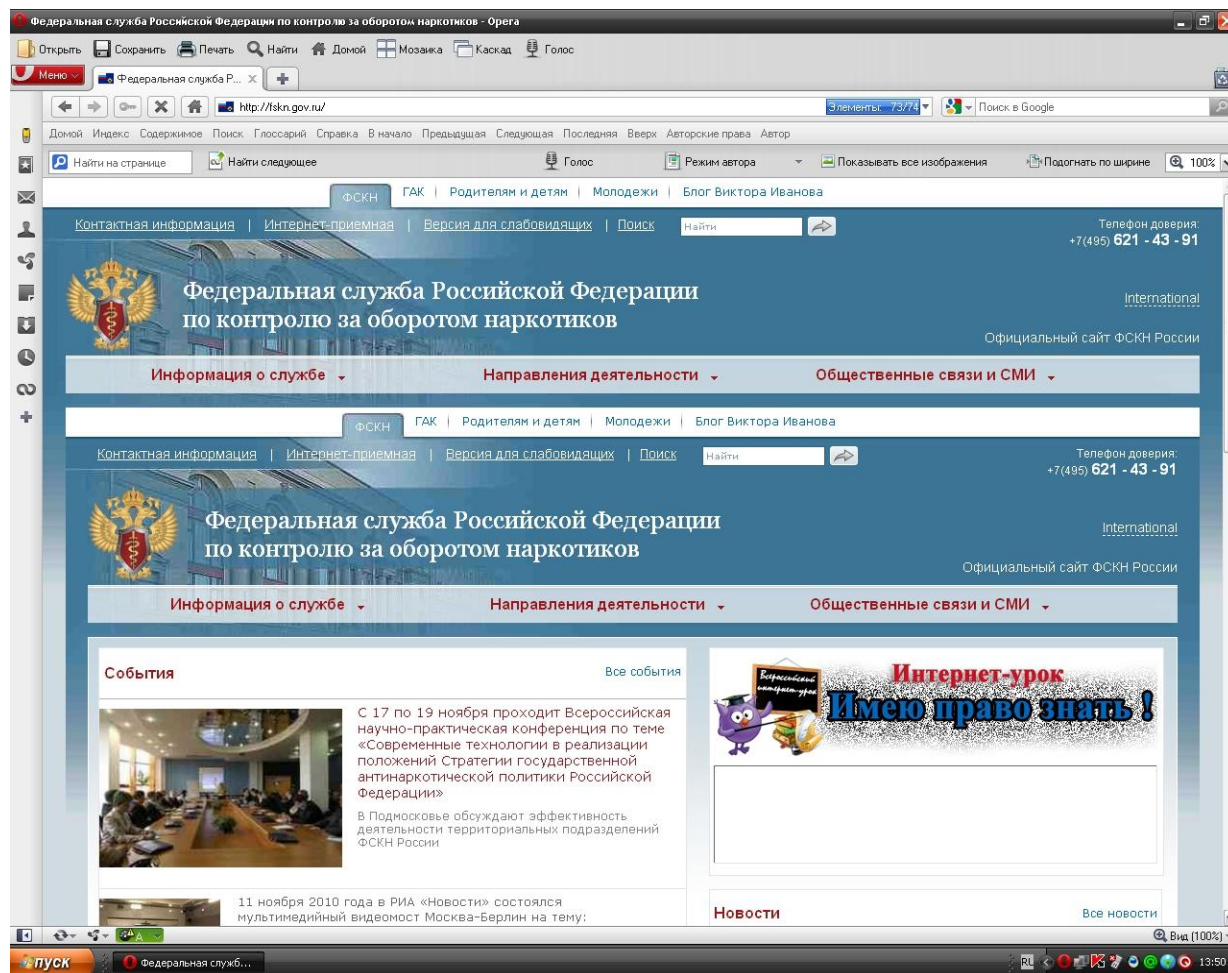 Федеральная служба Российской Федерации по контролю за оборотом наркотиков - Opera
Открыть Сохранить Печать Найти Домой Мозаика Каскад Голос
Меню Федеральная служба Р...
http://fskn.gov.ru/ Элементы: 73/74 Поиск в Google
Домой Индекс Содержимое Поиск Глоссарий Справка В начало Предыдущая Следующая Последняя Вверх Авторские права Автор
Найти на странице Найти следующее Голос Режим автора Показывать все изображения Подогнать по ширине 100%
ФСКН ГАК | Родителям и детям | Молодежи | Блог Виктора Иванова
Контактная информация | Интернет-приемная | Версия для слабовидящих | Поиск Найти Телефон доверия:
+7(495) 621 - 43 - 91
Федеральная служба Российской Федерации
по контролю за оборотом наркотиков
International
Официальный сайт ФСКН России
Информация о службе Направления деятельности Общественные связи и СМИ
ФСКН ГАК | Родителям и детям | Молодежи | Блог Виктора Иванова
Контактная информация | Интернет-приемная | Версия для слабовидящих | Поиск Найти Телефон доверия:
+7(495) 621 - 43 - 91
Федеральная служба Российской Федерации
по контролю за оборотом наркотиков
International
Официальный сайт ФСКН России
Информация о службе Направления деятельности Общественные связи и СМИ
События Все события
С 17 по 19 ноября проходит Всероссийская
научно-практическая конференция по теме
«Современные технологии в реализации
положений Стратегии государственной
антинаркотической политики Российской
Федерации»
В Подмосковье обсуждают эффективность
деятельности территориальных подразделений
ФСКН России
11 ноября 2010 года в РИА «Новости» состоялся
мультимедийный видеомост Москва-Берлин на тему:
Всероссийский
интернет-урок
Интернет-урок
Имею право знать !
Новости Все новости
Вид (100%)
пуск Федеральная служб... RU 13:50